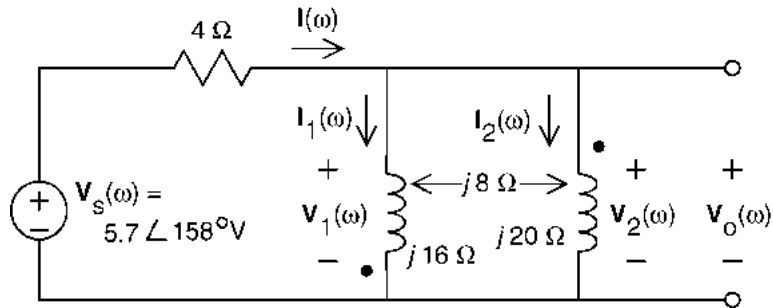 4 Ω
I(ω)
I1(ω)
I2(ω)
+
+
+
+
–
Vs(ω) =
5.7 ∠ 158°V
V1(ω)
j 8 Ω
V2(ω)
Vo(ω)
–
j 16 Ω
j 20 Ω
–
–